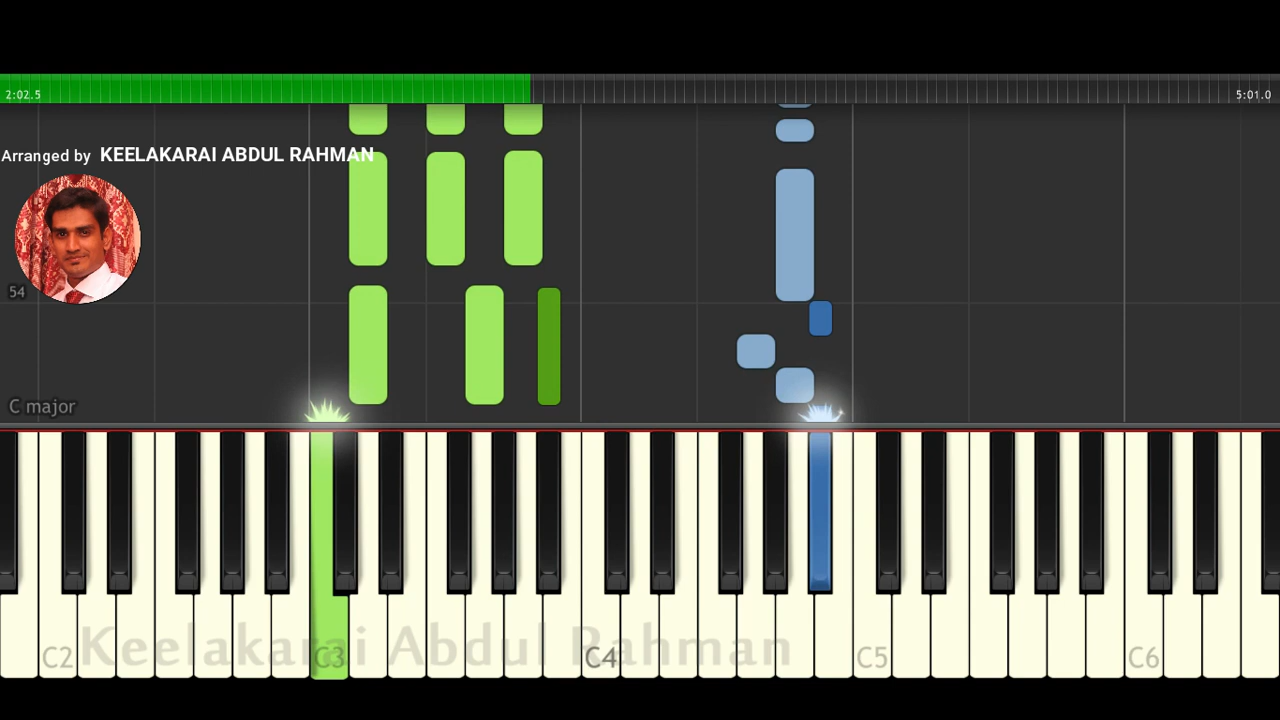 2:02.5 5:01.0
Arranged by KEELAKARAI ABDUL RAHMAN
54
C major
Keelakarai Abdul Rahman
C2 C3 C4 C5 C6